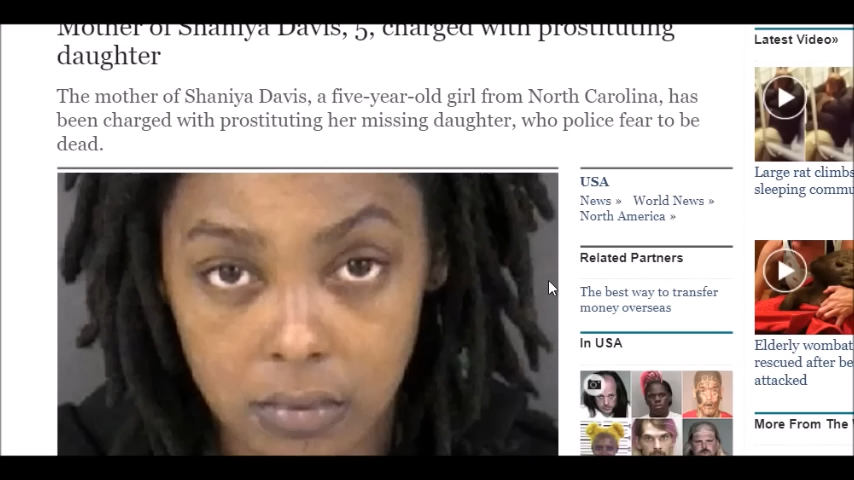 Mother of Shaniya Davis, 5, charged with prostituting
daughter
The mother of Shaniya Davis, a five-year-old girl from North Carolina, has
been charged with prostituting her missing daughter, who police fear to be
dead.
USA
News » World News »
North America »
Related Partners
The best way to transfer
money overseas
In USA
Latest Video»
Large rat climbs
sleeping commu
Elderly wombat
rescued after be
attacked
More From The